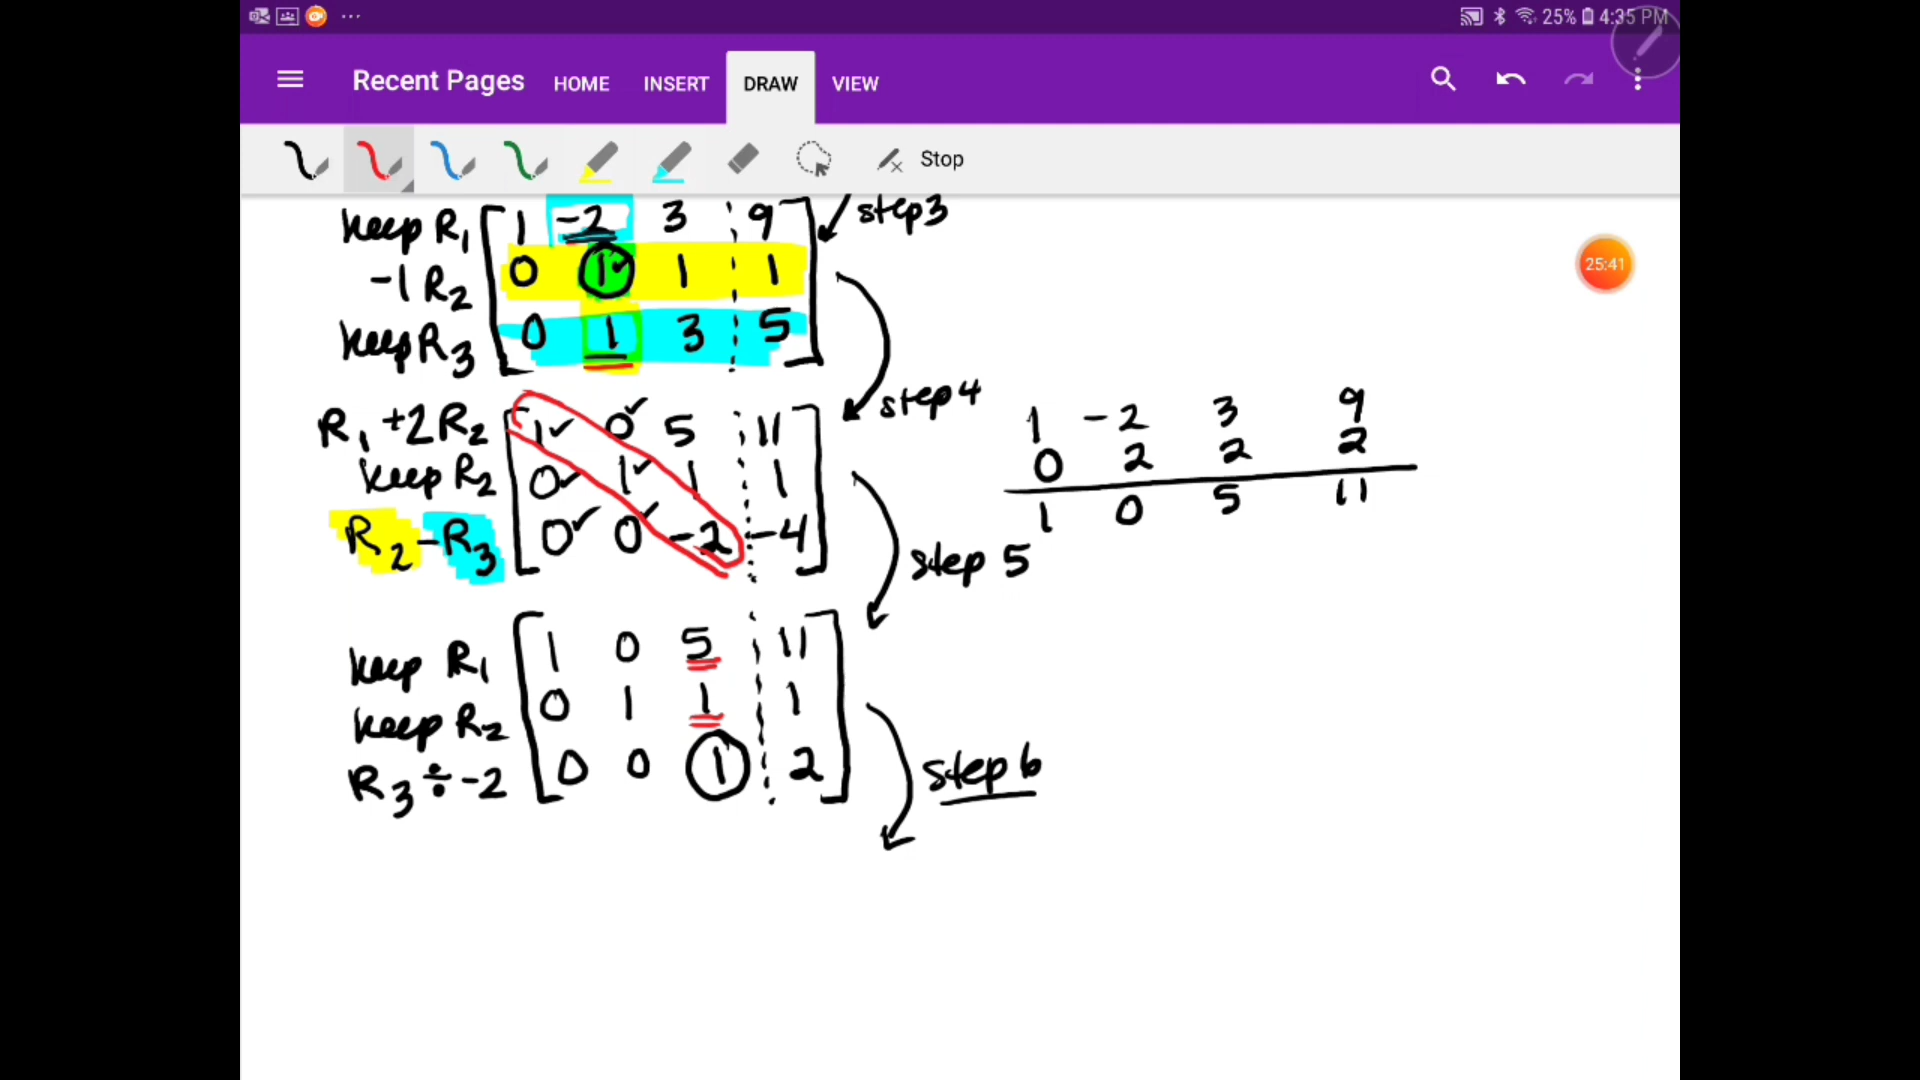 25% 4:35 PM
Recent Pages HOME INSERT DRAW VIEW
Stop
25:41
keep R₁ [ 1 -2 3 ¦ 9 ] step 3
-1 R₂ [ 0 1 1 ¦ 1 ]
keep R₃ [ 0 1 3 ¦ 5 ]
step 4
R₁ +2R₂ [ 1 0 5 ¦ 11 ]
keep R₂ [ 0 1 1 ¦ 1 ]
R₂ - R₃ [ 0 0 -2 ¦ -4 ]
1 -2 3 9
0 2 2 2
1 0 5 11
step 5
keep R₁ [ 1 0 5 ¦ 11 ]
keep R₂ [ 0 1 1 ¦ 1 ]
R₃ ÷ -2 [ 0 0 1 ¦ 2 ]
step 6